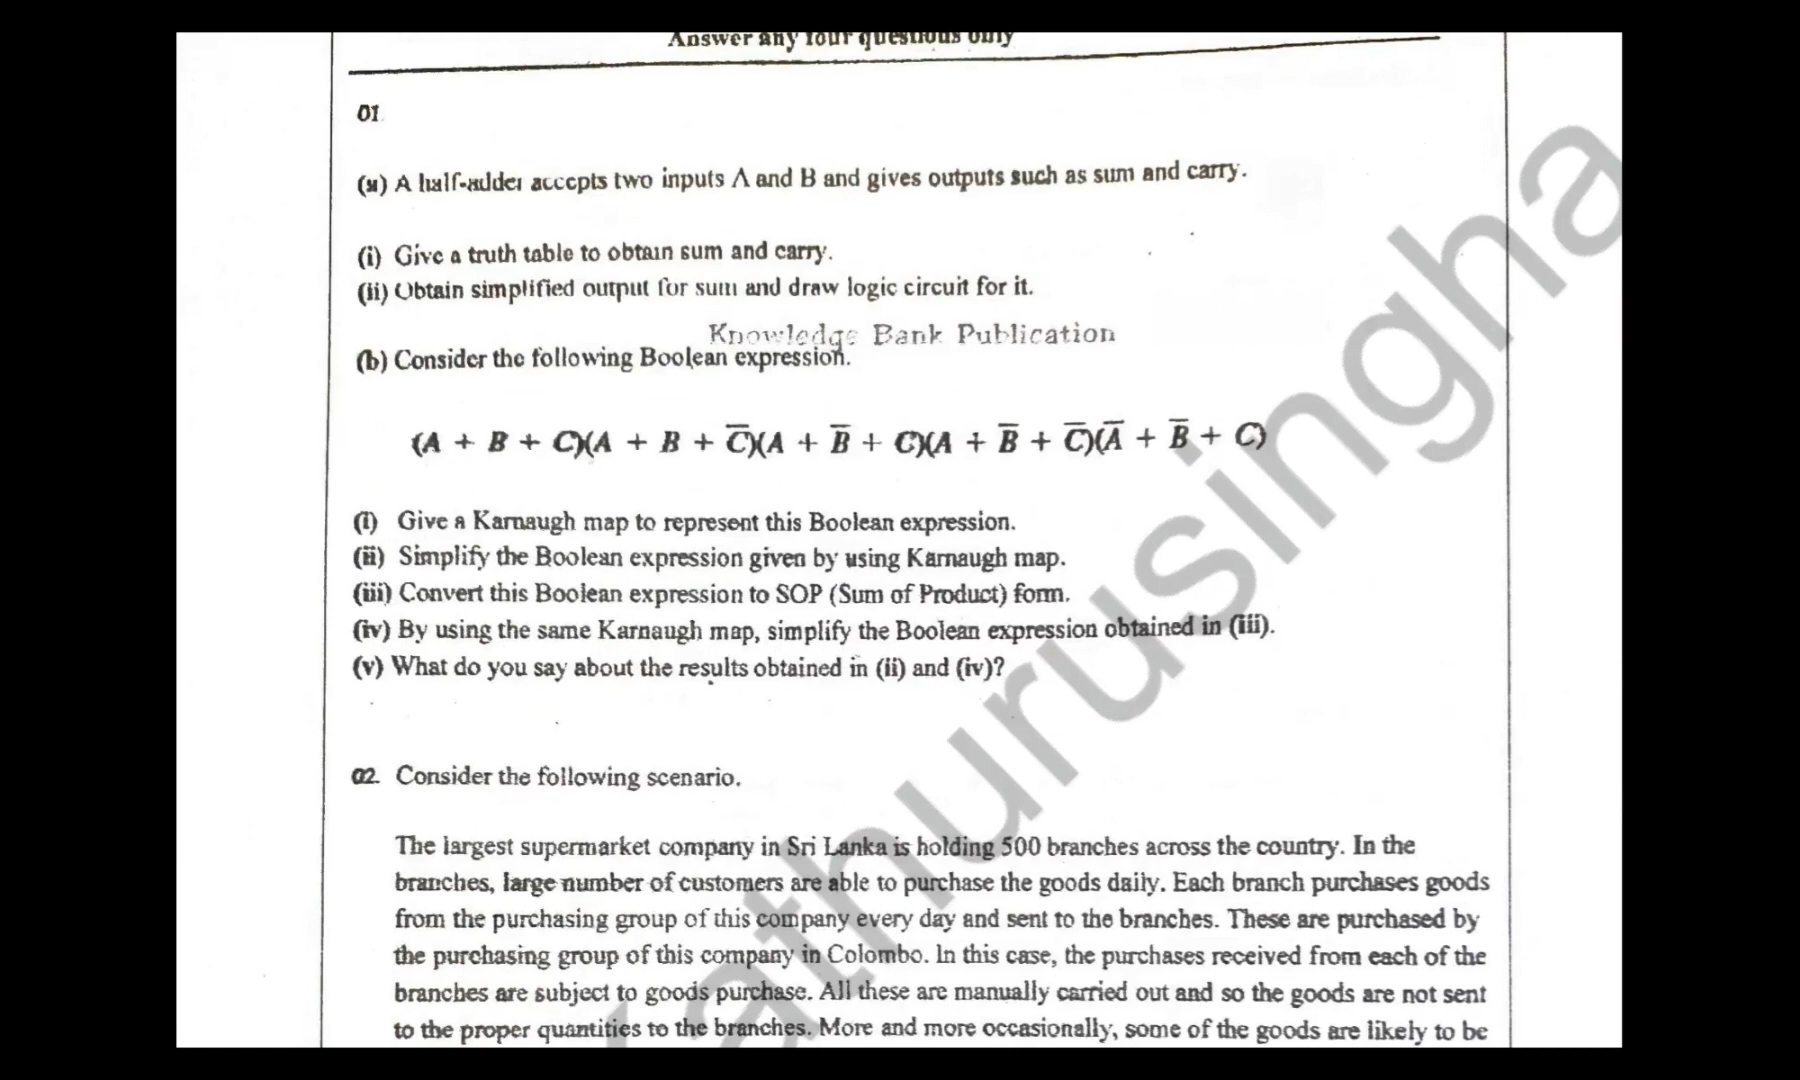 Answer any four questions only
01
(a) A half-adder accepts two inputs A and B and gives outputs such as sum and carry.
(i) Give a truth table to obtain sum and carry.
(ii) Obtain simplified output for sum and draw logic circuit for it.
Knowledge Bank Publication
(b) Consider the following Boolean expression.
(A + B + C)(A + B + C̅)(A + B̅ + C)(A + B̅ + C̅)(A̅ + B̅ + C)
(i) Give a Karnaugh map to represent this Boolean expression.
(ii) Simplify the Boolean expression given by using Karnaugh map.
(iii) Convert this Boolean expression to SOP (Sum of Product) form.
(iv) By using the same Karnaugh map, simplify the Boolean expression obtained in (iii).
(v) What do you say about the results obtained in (ii) and (iv)?
02. Consider the following scenario.
The largest supermarket company in Sri Lanka is holding 500 branches across the country. In the
branches, large number of customers are able to purchase the goods daily. Each branch purchases goods
from the purchasing group of this company every day and sent to the branches. These are purchased by
the purchasing group of this company in Colombo. In this case, the purchases received from each of the
branches are subject to goods purchase. All these are manually carried out and so the goods are not sent
to the proper quantities to the branches. More and more occasionally, some of the goods are likely to be
kathurusingha